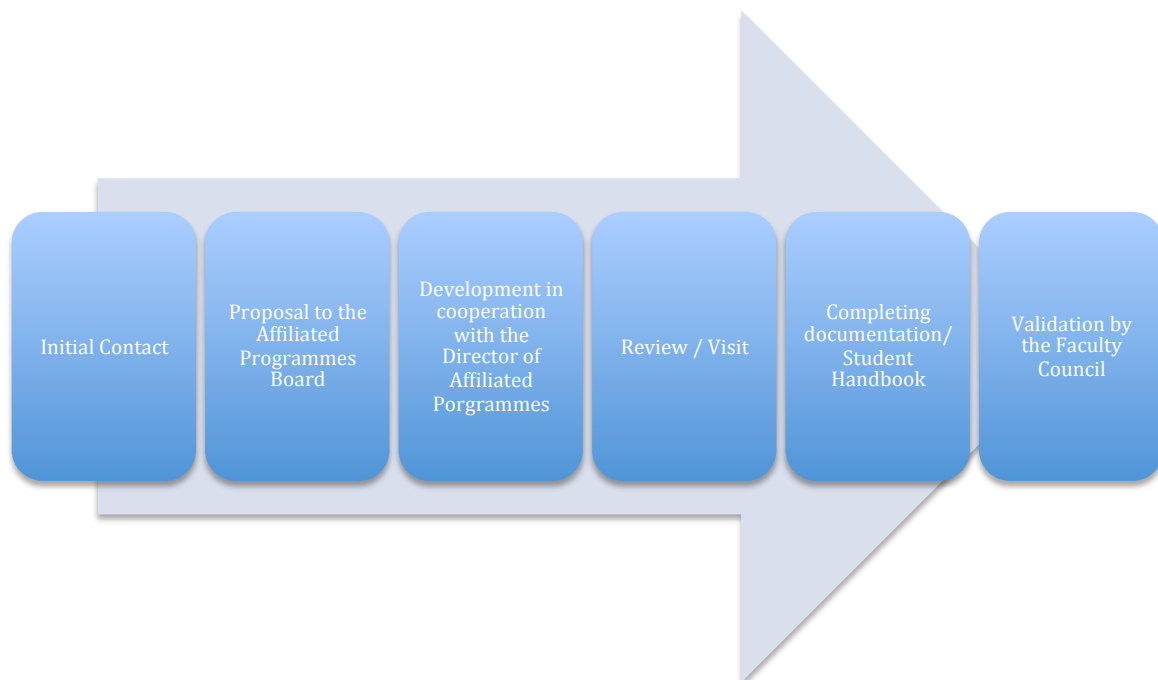 Initial Contact
Proposal to the
Affiliated
Programmes
Board
Development in
cooperation
with the
Director of
Affiliated
Porgrammes
Review / Visit
Completing
documentation/
Student
Handbook
Validation by
the Faculty
Council